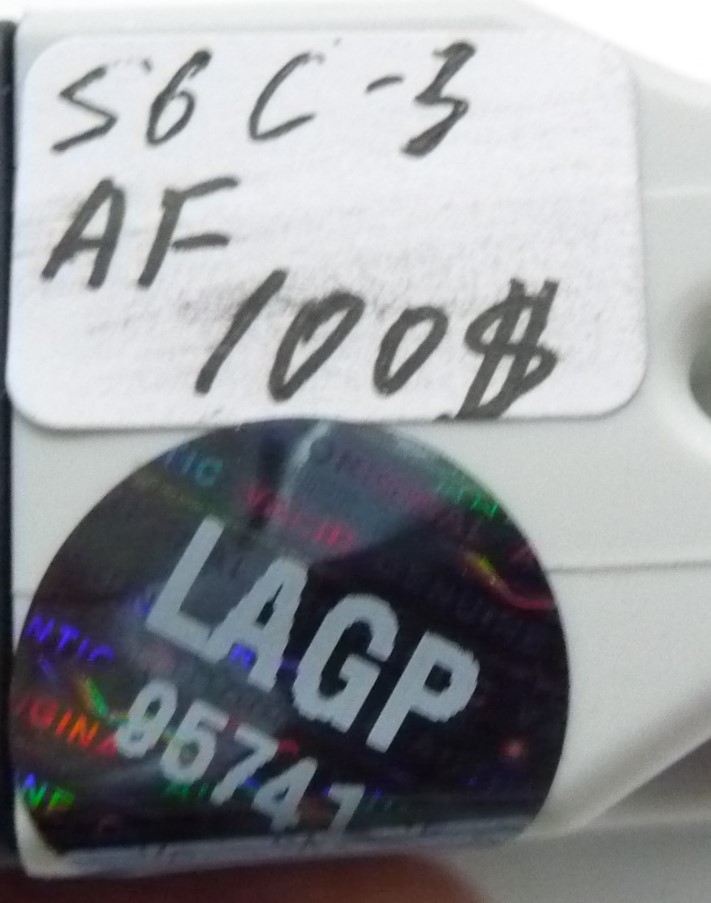 S6C-3
AF
100$
LAGP
95741